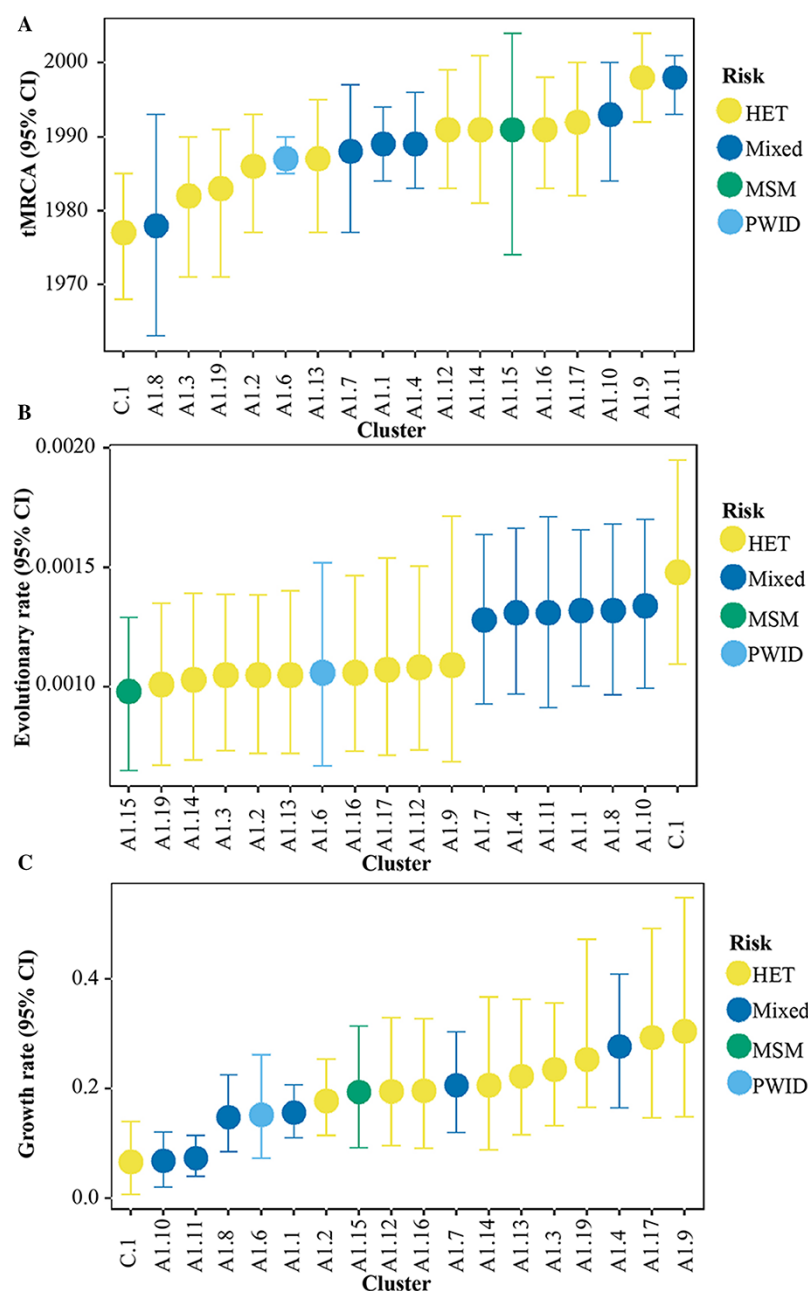 A
tMRCA (95% CI)
2000
1990
1980
1970
C.1 A1.8 A1.3 A1.19 A1.2 A1.6 A1.13 A1.7 A1.1 A1.4 A1.12 A1.14 A1.15 A1.16 A1.17 A1.10 A1.9 A1.11
Cluster
Risk
HET
Mixed
MSM
PWID
B
Evolutionary rate (95% CI)
0.0020
0.0015
0.0010
A1.15 A1.19 A1.14 A1.3 A1.2 A1.13 A1.6 A1.16 A1.17 A1.12 A1.9 A1.7 A1.4 A1.11 A1.1 A1.8 A1.10 C.1
Cluster
Risk
HET
Mixed
MSM
PWID
C
Growth rate (95% CI)
0.4
0.2
0.0
C.1 A1.10 A1.11 A1.8 A1.6 A1.1 A1.2 A1.15 A1.12 A1.16 A1.7 A1.14 A1.13 A1.3 A1.19 A1.4 A1.17 A1.9
Cluster
Risk
HET
Mixed
MSM
PWID